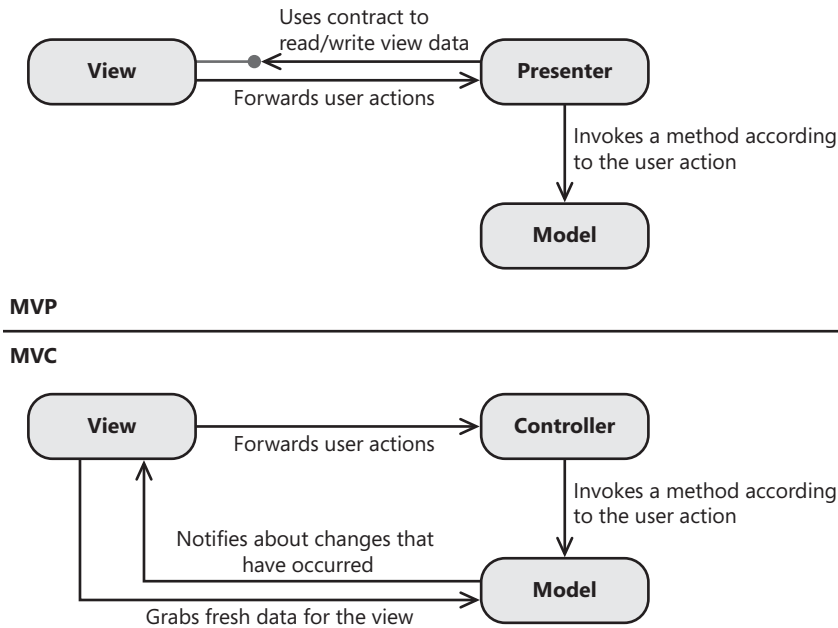 Uses contract to
read/write view data
View
Presenter
Forwards user actions
Invokes a method according
to the user action
Model
MVP
MVC
View
Controller
Forwards user actions
Invokes a method according
to the user action
Notifies about changes that
have occurred
Model
Grabs fresh data for the view